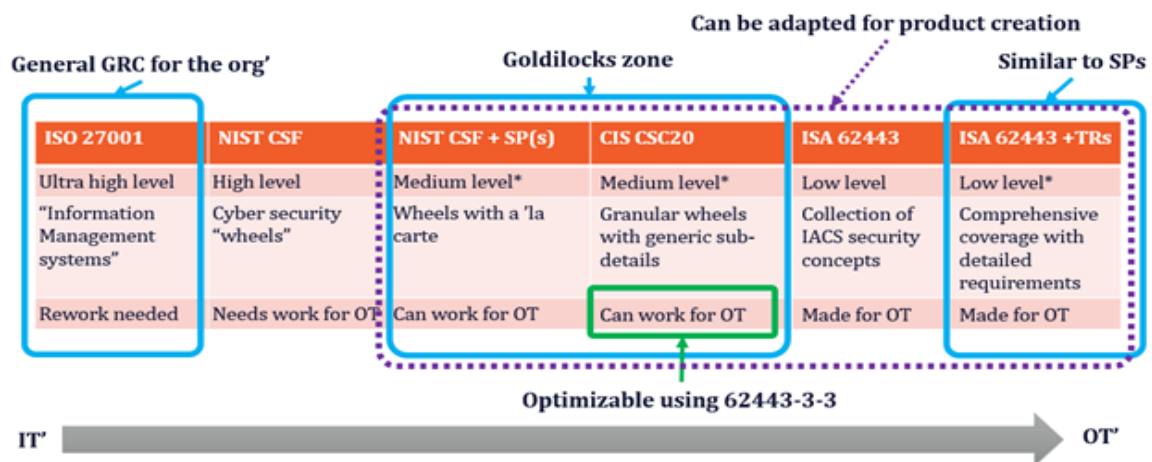 Can be adapted for product creation
General GRC for the org’
Goldilocks zone
Similar to SPs
ISO 27001
NIST CSF
NIST CSF + SP(s)
CIS CSC20
ISA 62443
ISA 62443 +TRs
Ultra high level
High level
Medium level*
Medium level*
Low level
Low level*
“Information
Management
systems”
Cyber security
“wheels”
Wheels with a ’la
carte
Granular wheels
with generic sub-
details
Collection of
IACS security
concepts
Comprehensive
coverage with
detailed
requirements
Rework needed
Needs work for OT
Can work for OT
Can work for OT
Made for OT
Made for OT
Optimizable using 62443-3-3
IT’
OT’